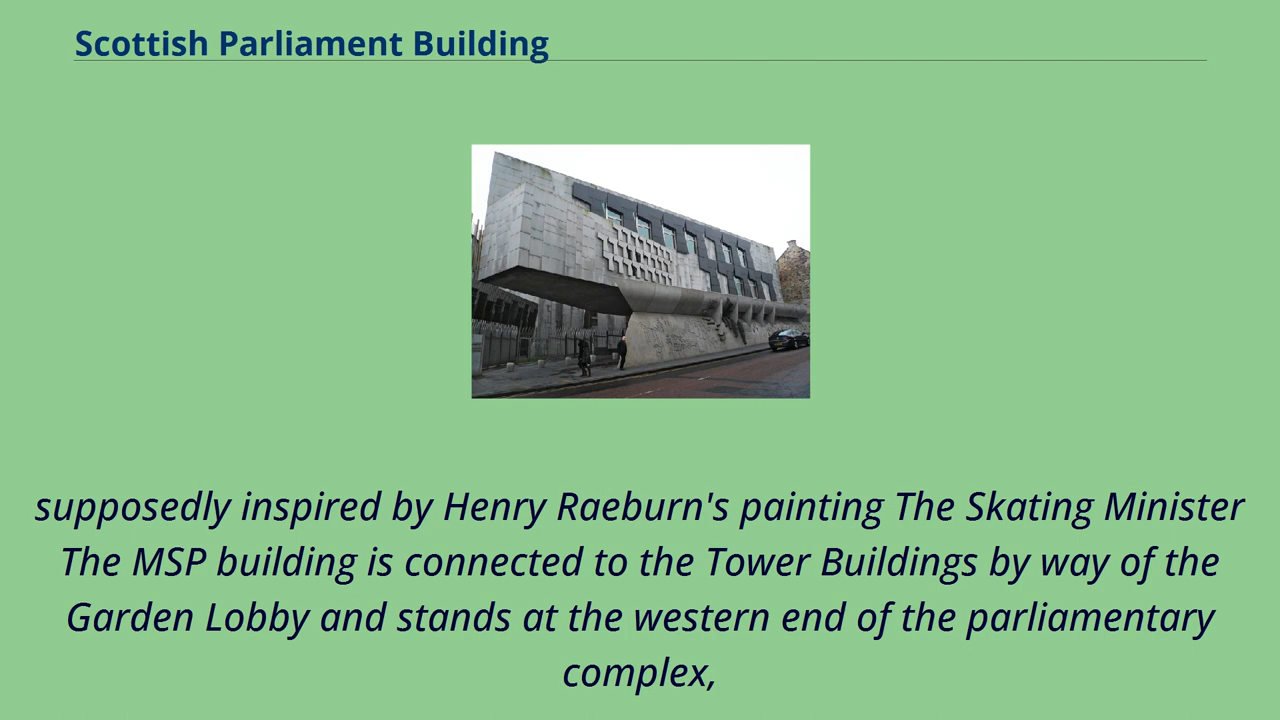 Scottish Parliament Building
supposedly inspired by Henry Raeburn's painting The Skating Minister
The MSP building is connected to the Tower Buildings by way of the
Garden Lobby and stands at the western end of the parliamentary
complex,